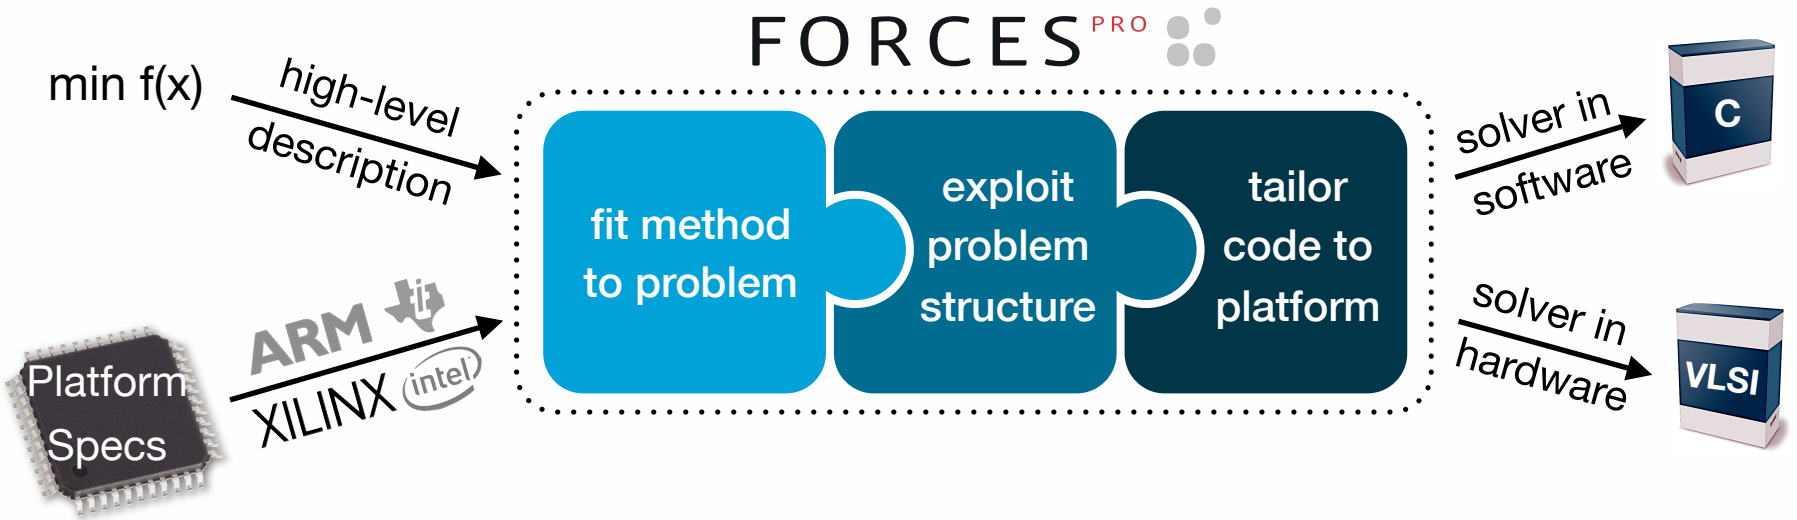 FORCES PRO
min f(x)
high-level
description
Platform
Specs
ARM
XILINX
intel
fit method
to problem
exploit
problem
structure
tailor
code to
platform
solver in
software
C
solver in
hardware
VLSI